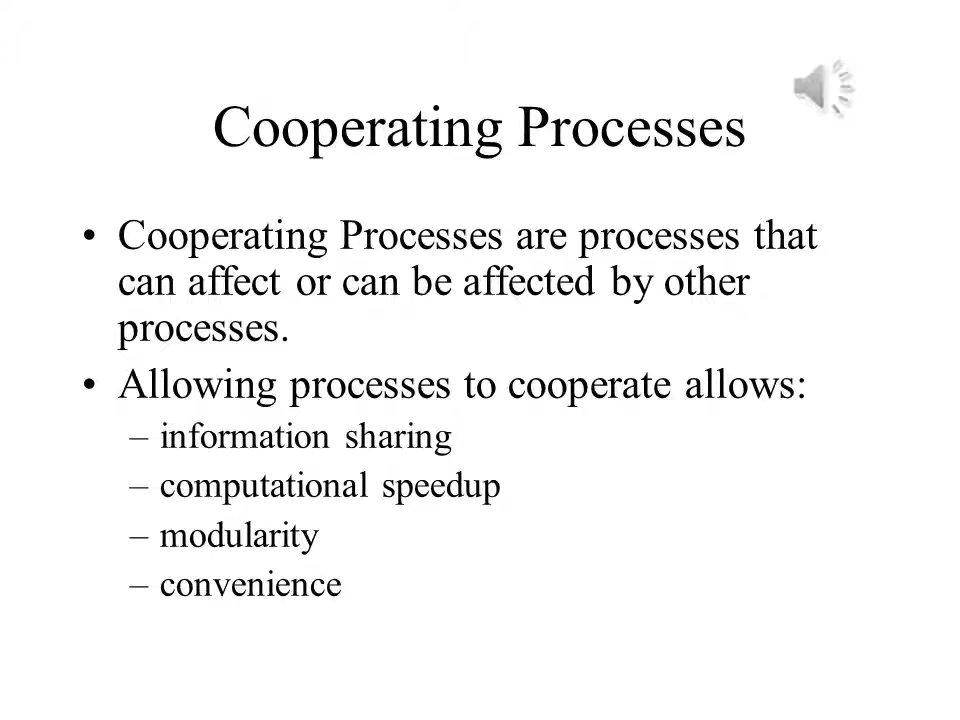 Cooperating Processes
• Cooperating Processes are processes that
can affect or can be affected by other
processes.
• Allowing processes to cooperate allows:
– information sharing
– computational speedup
– modularity
– convenience